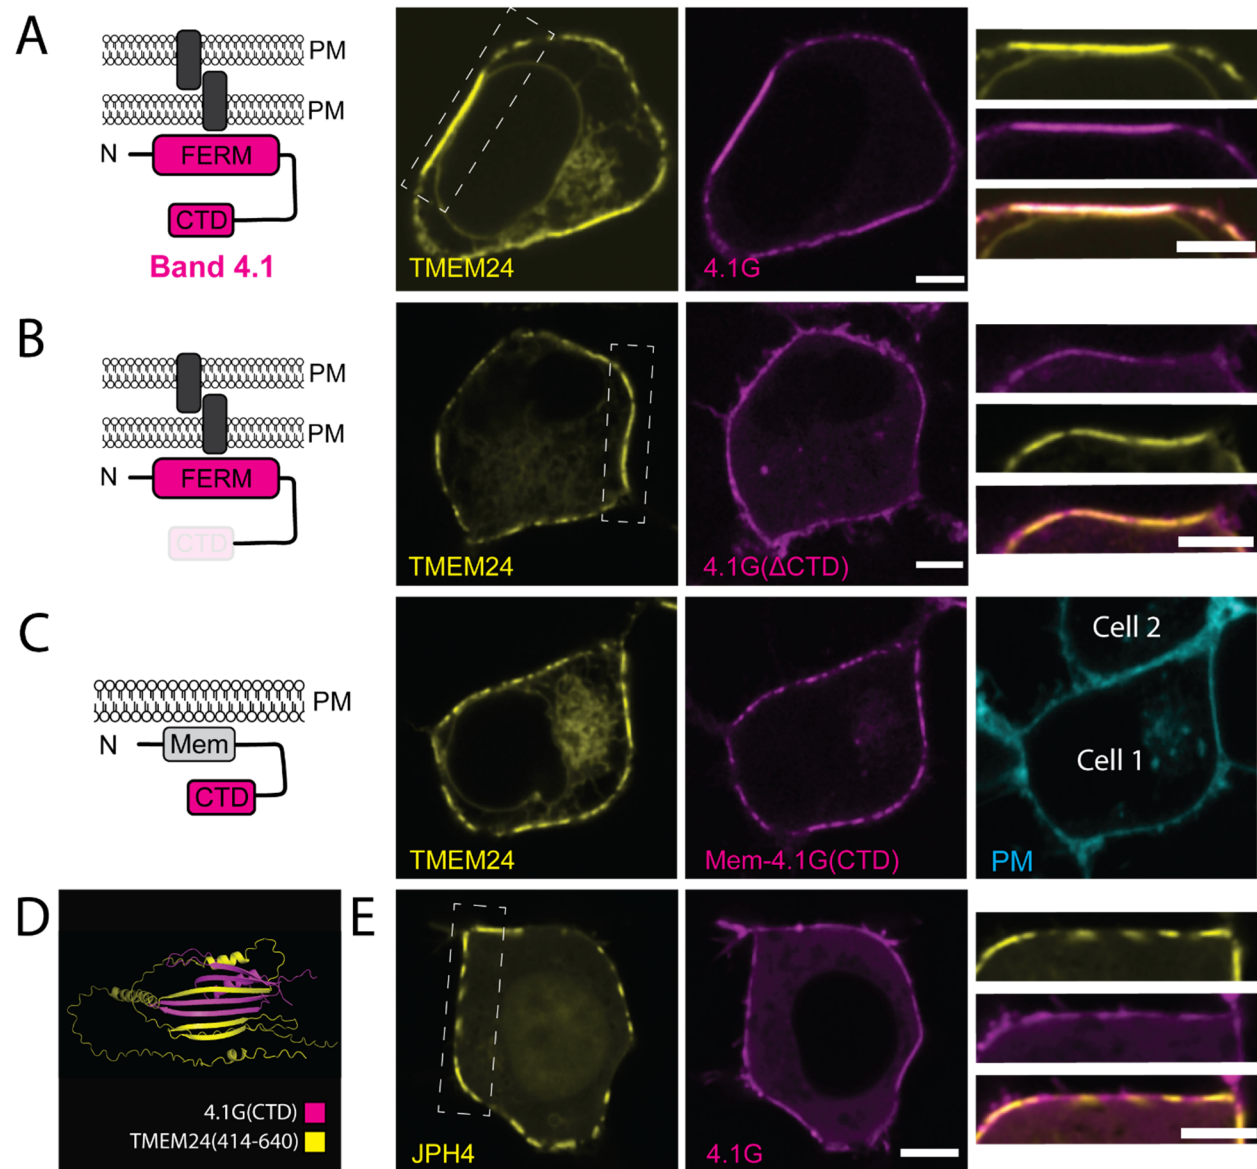 A
PM
PM
N
FERM
CTD
Band 4.1
TMEM24
4.1G
B
PM
PM
N
FERM
CTD
TMEM24
4.1G(ΔCTD)
C
PM
N
Mem
CTD
TMEM24
Mem-4.1G(CTD)
Cell 2
Cell 1
PM
D
4.1G(CTD)
TMEM24(414-640)
E
JPH4
4.1G